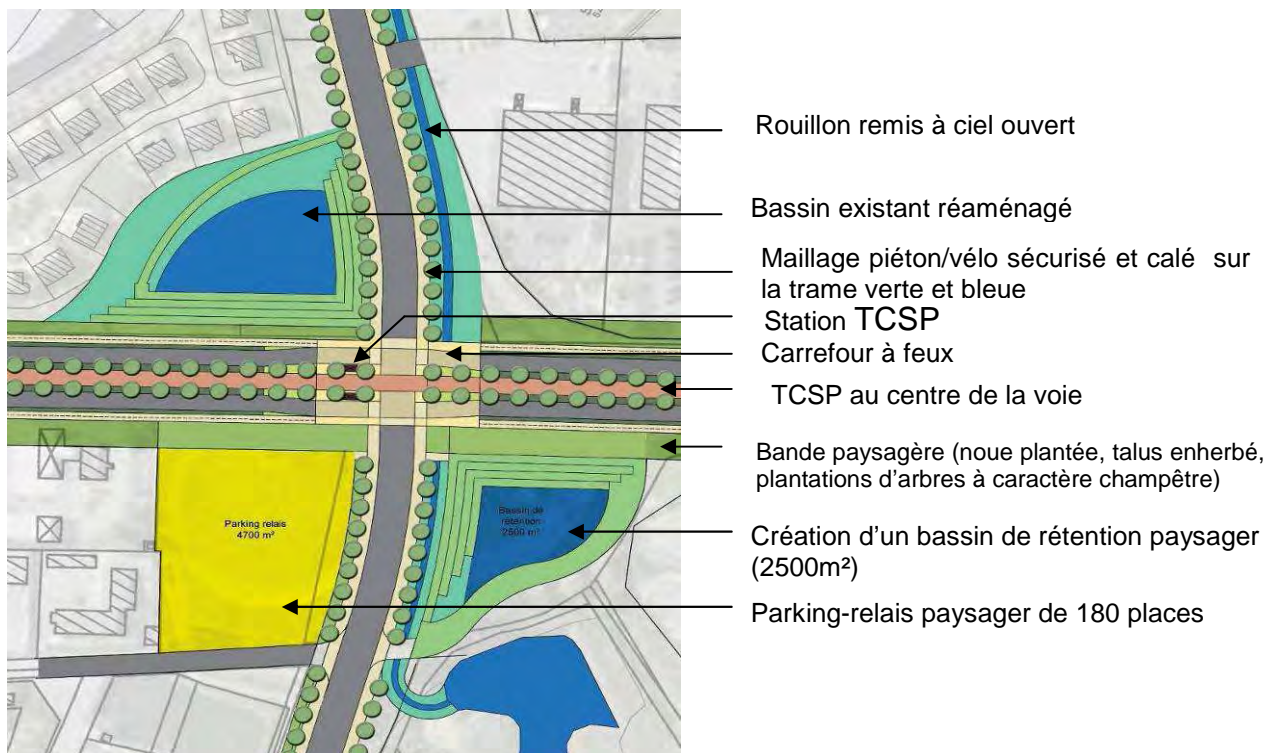 Rouillon remis à ciel ouvert
Bassin existant réaménagé
Maillage piéton/vélo sécurisé et calé sur
la trame verte et bleue
Station TCSP
Carrefour à feux
TCSP au centre de la voie
Bande paysagère (noue plantée, talus enherbé,
plantations d'arbres à caractère champêtre)
Parking relais
4700 m²
Bassin de
rétention
2500 m²
Création d'un bassin de rétention paysager
(2500m²)
Parking-relais paysager de 180 places